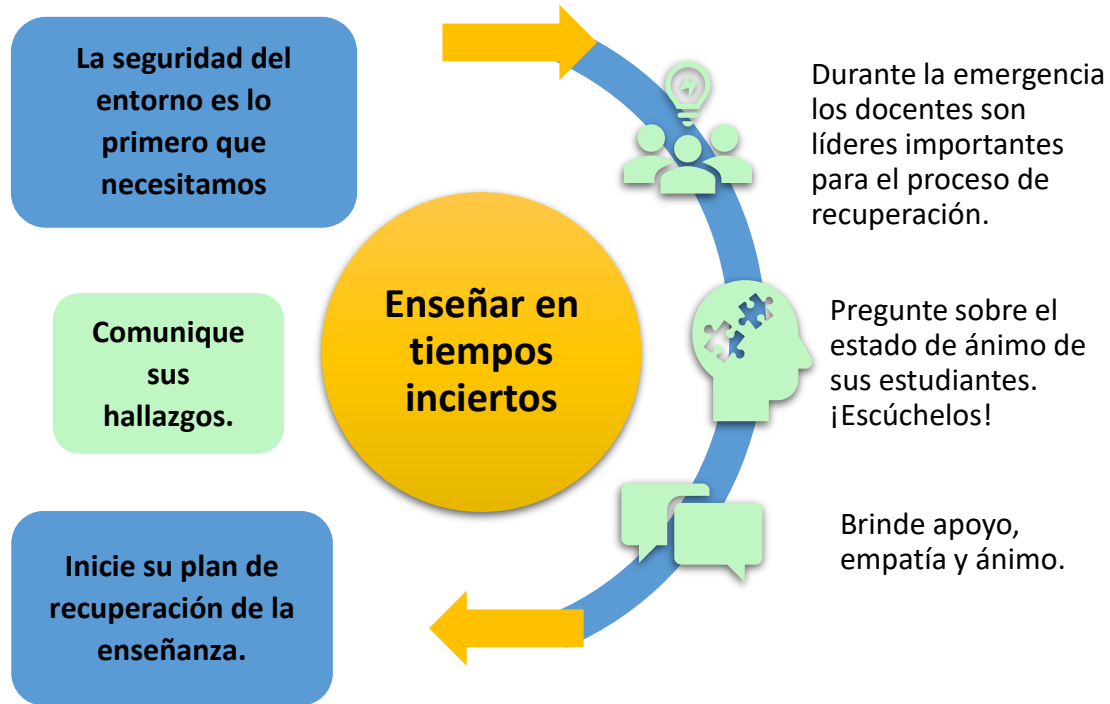 La seguridad del
entorno es lo
primero que
necesitamos
Durante la emergencia
los docentes son
líderes importantes
para el proceso de
recuperación.
Enseñar en
tiempos
inciertos
Comunique
sus
hallazgos.
Pregunte sobre el
estado de ánimo de
sus estudiantes.
¡Escúchelos!
Brinde apoyo,
empatía y ánimo.
Inicie su plan de
recuperación de la
enseñanza.